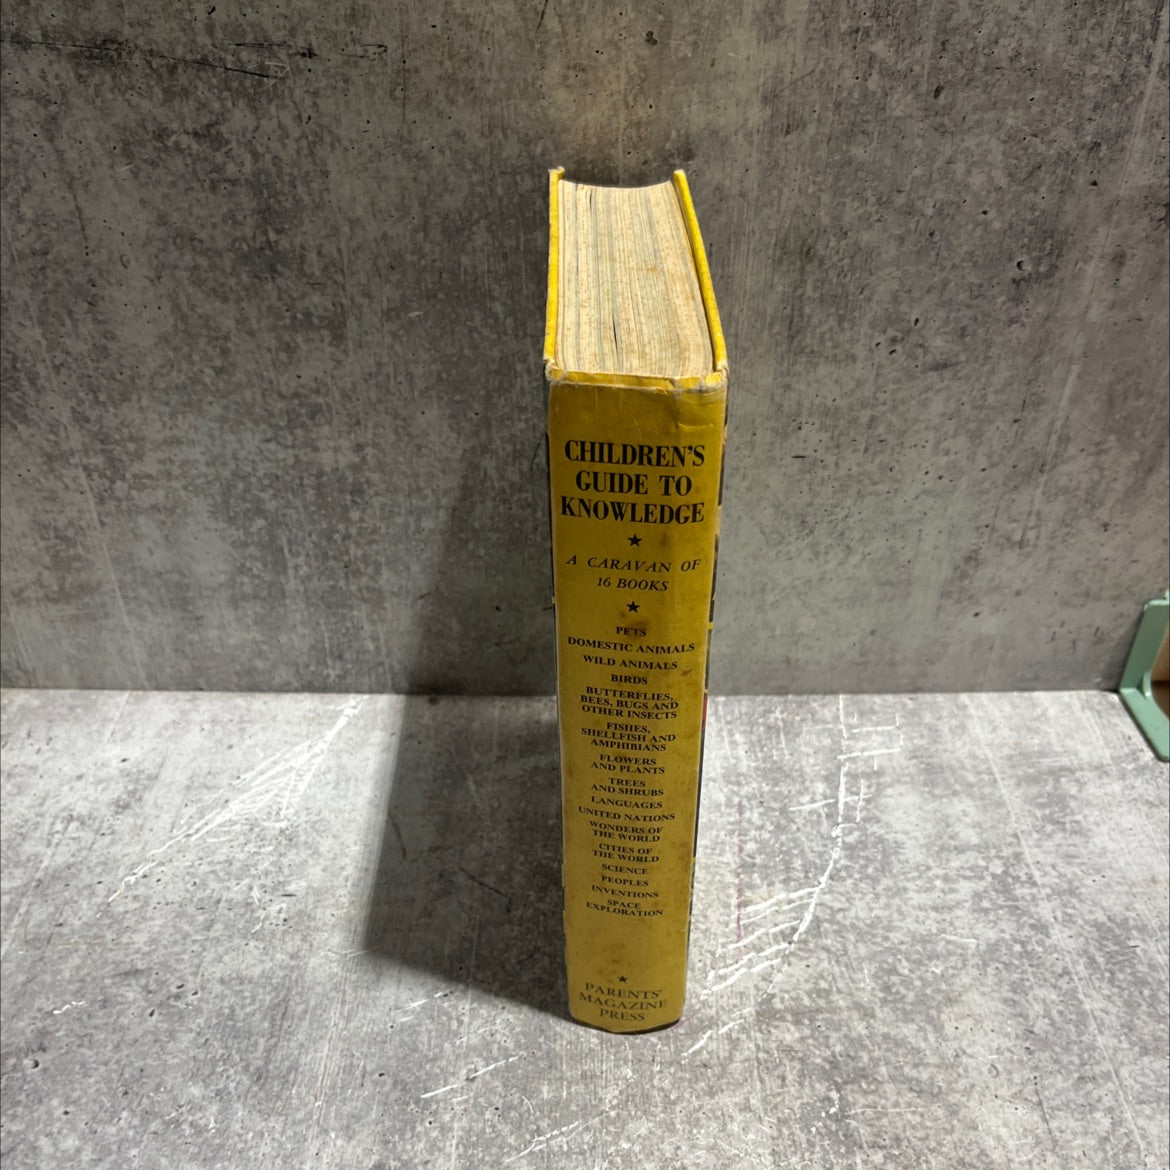 CHILDREN'S
GUIDE TO
KNOWLEDGE
★
A CARAVAN OF
16 BOOKS
★
PETS
DOMESTIC ANIMALS
WILD ANIMALS
BIRDS
BUTTERFLIES,
BEES, BUGS AND
OTHER INSECTS
FISHES,
SHELLFISH AND
AMPHIBIANS
FLOWERS
AND PLANTS
TREES
AND SHRUBS
LANGUAGES
UNITED NATIONS
WONDERS OF
THE WORLD
CITIES OF
THE WORLD
SCIENCE
PEOPLES
INVENTIONS
SPACE
EXPLORATION
★
PARENTS'
MAGAZINE
PRESS